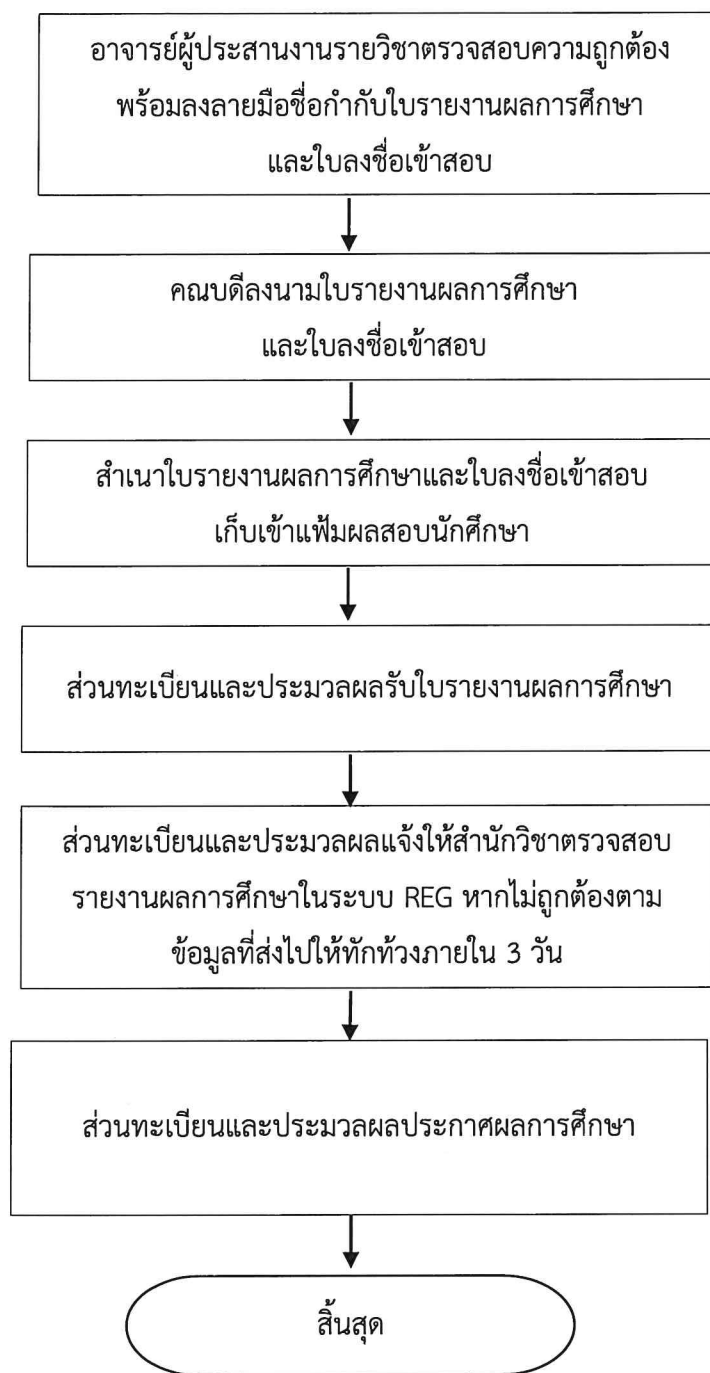 อาจารย์ผู้ประสานงานรายวิชาตรวจสอบความถูกต้อง
พร้อมลงลายมือชื่อกำกับใบรายงานผลการศึกษา
และใบลงชื่อเข้าสอบ
คณบดีลงนามใบรายงานผลการศึกษา
และใบลงชื่อเข้าสอบ
สำเนาใบรายงานผลการศึกษาและใบลงชื่อเข้าสอบ
เก็บเข้าแฟ้มผลสอบนักศึกษา
ส่วนทะเบียนและประมวลผลรับใบรายงานผลการศึกษา
ส่วนทะเบียนและประมวลผลแจ้งให้สำนักวิชาตรวจสอบ
รายงานผลการศึกษาในระบบ REG หากไม่ถูกต้องตาม
ข้อมูลที่ส่งไปให้ทักท้วงภายใน 3 วัน
ส่วนทะเบียนและประมวลผลประกาศผลการศึกษา
สิ้นสุด